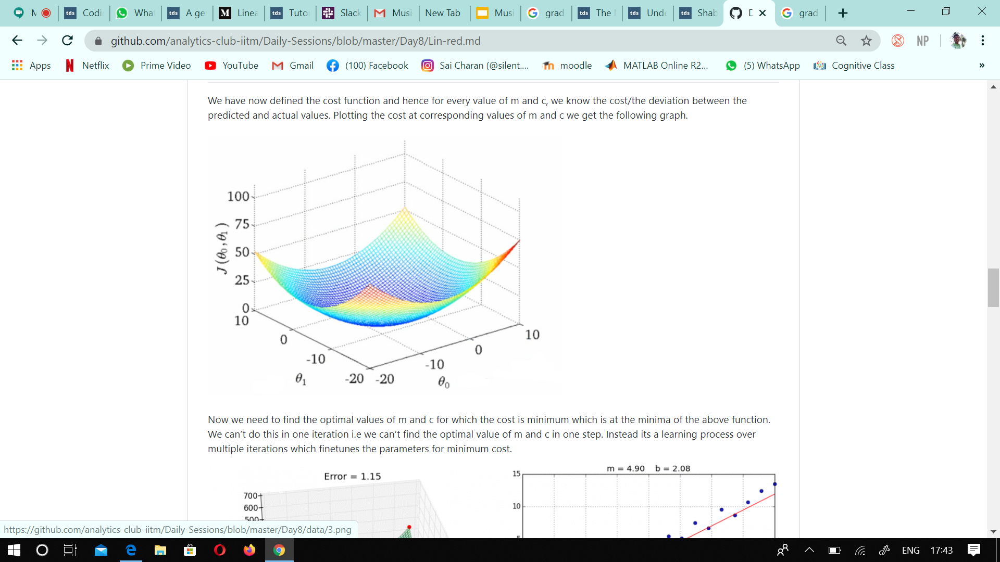 Codi
What
A ge
Linea
Tuto
Slack
Musi
New Tab
Musi
grad
The
Unde
Shab
grad
github.com/analytics-club-iitm/Daily-Sessions/blob/master/Day8/Lin-red.md
NP
Apps
Netflix
Prime Video
YouTube
Gmail
(100) Facebook
Sai Charan (@silent....
moodle
MATLAB Online R2...
(5) WhatsApp
Cognitive Class
»
We have now defined the cost function and hence for every value of m and c, we know the cost/the deviation between the
predicted and actual values. Plotting the cost at corresponding values of m and c we get the following graph.
100
75
50
25
0
J(θ₀,θ₁)
10
0
-10
-20
θ₁
-20
-10
0
10
θ₀
Now we need to find the optimal values of m and c for which the cost is minimum which is at the minima of the above function.
We can't do this in one iteration i.e we can't find the optimal value of m and c in one step. Instead its a learning process over
multiple iterations which finetunes the parameters for minimum cost.
Error = 1.15
700
600
500
m = 4.90 b = 2.08
15
10
5
https://github.com/analytics-club-iitm/Daily-Sessions/blob/master/Day8/data/3.png
ENG
17:43